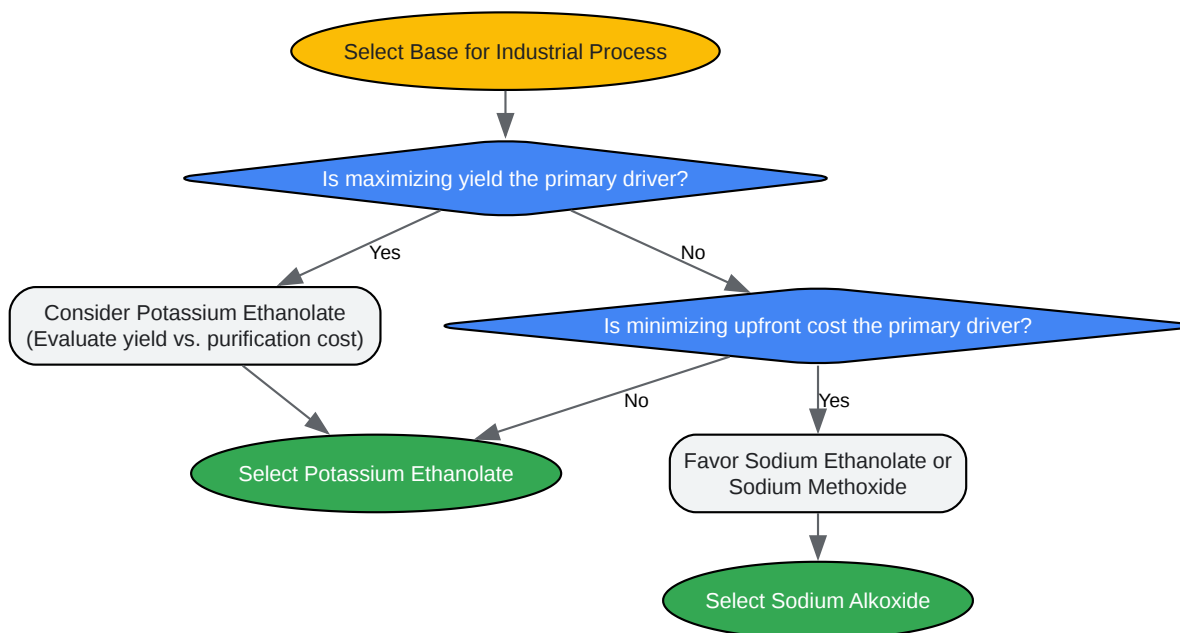 Select Base for Industrial Process
Is maximizing yield the primary driver?
Yes
No
Consider Potassium Ethanolate
(Evaluate yield vs. purification cost)
Is minimizing upfront cost the primary driver?
No
Yes
Select Potassium Ethanolate
Favor Sodium Ethanolate or
Sodium Methoxide
Select Sodium Alkoxide